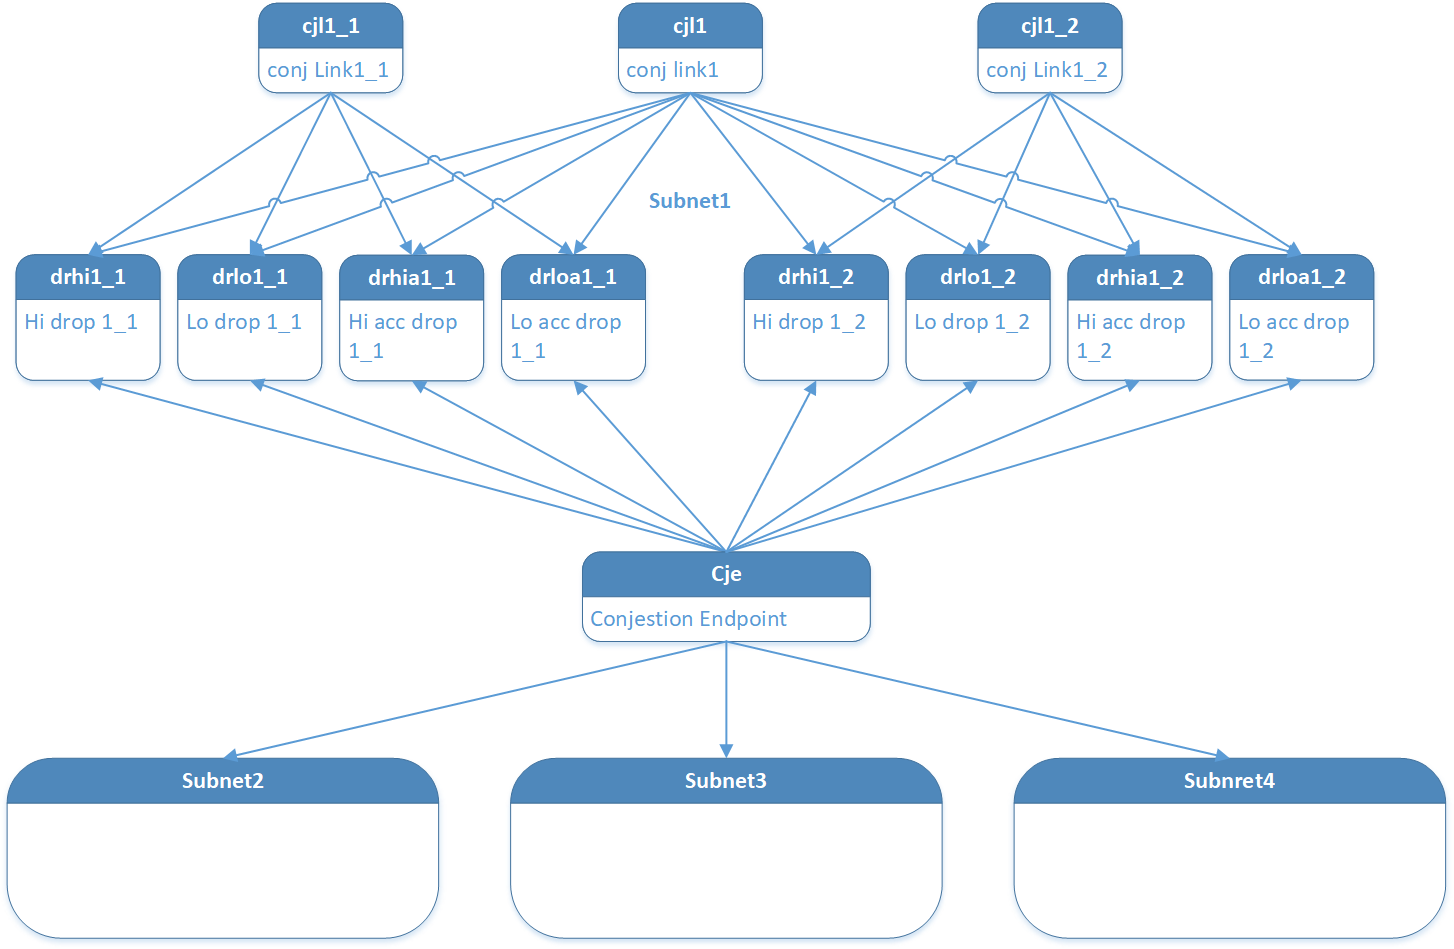 cjl1_1
conj Link1_1
cjl1
conj link1
cjl1_2
conj Link1_2
Subnet1
drhi1_1
Hi drop 1_1
drlo1_1
Lo drop 1_1
drhia1_1
Hi acc drop
1_1
drloa1_1
Lo acc drop
1_1
drhi1_2
Hi drop 1_2
drlo1_2
Lo drop 1_2
drhia1_2
Hi acc drop
1_2
drloa1_2
Lo acc drop
1_2
Cje
Conjestion Endpoint
Subnet2
Subnet3
Subnret4